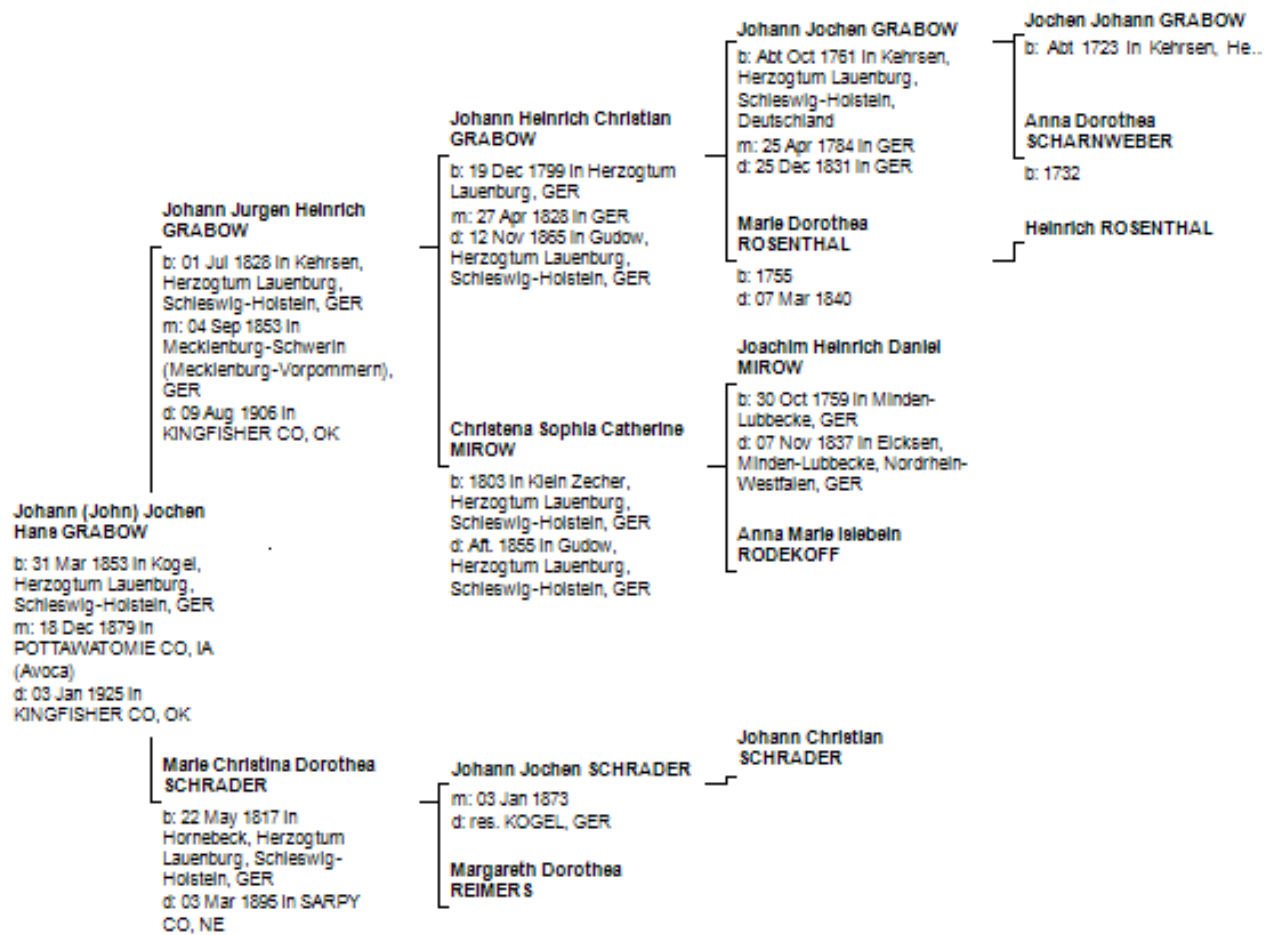 Johann (John) Jochen
Hans GRABOW
b: 31 Mar 1853 in Kogel,
Herzogtum Lauenburg,
Schleswig-Holstein, GER
m: 18 Dec 1879 in
POTTAWATOMIE CO, IA
(Avoca)
d: 03 Jan 1925 in
KINGFISHER CO, OK
Johann Jurgen Heinrich
GRABOW
b: 01 Jul 1828 in Kehrsen,
Herzogtum Lauenburg,
Schleswig-Holstein, GER
m: 04 Sep 1853 in
Mecklenburg-Schwerin
(Mecklenburg-Vorpommern),
GER
d: 09 Aug 1906 in
KINGFISHER CO, OK
Marie Christina Dorothea
SCHRADER
b: 22 May 1817 in
Hornebeck, Herzogtum
Lauenburg, Schleswig-
Holstein, GER
d: 03 Mar 1895 in SARPY
CO, NE
Johann Heinrich Christian
GRABOW
b: 19 Dec 1799 in Herzogtum
Lauenburg, GER
m: 27 Apr 1828 in GER
d: 12 Nov 1865 in Gudow,
Herzogtum Lauenburg,
Schleswig-Holstein, GER
Christena Sophia Catherine
MIROW
b: 1803 in Klein Zecher,
Herzogtum Lauenburg,
Schleswig-Holstein, GER
d: Aft. 1855 in Gudow,
Herzogtum Lauenburg,
Schleswig-Holstein, GER
Johann Jochen SCHRADER
m: 03 Jan 1873
d: res. KOGEL, GER
Margareth Dorothea
REIMERS
Johann Jochen GRABOW
b: Abt Oct 1761 in Kehrsen,
Herzogtum Lauenburg,
Schleswig-Holstein,
Deutschland
m: 25 Apr 1784 in GER
d: 25 Dec 1831 in GER
Marie Dorothea
ROSENTHAL
b: 1755
d: 07 Mar 1840
Joachim Heinrich Daniel
MIROW
b: 30 Oct 1759 in Minden-
Lubbecke, GER
d: 07 Nov 1837 in Eicksen,
Minden-Lubbecke, Nordrhein-
Westfalen, GER
Anna Marie Islebein
RODEKOFF
Johann Christian
SCHRADER
Jochen Johann GRABOW
b: Abt 1723 in Kehrsen, He...
Anna Dorothea
SCHARNWEBER
b: 1732
Heinrich ROSENTHAL